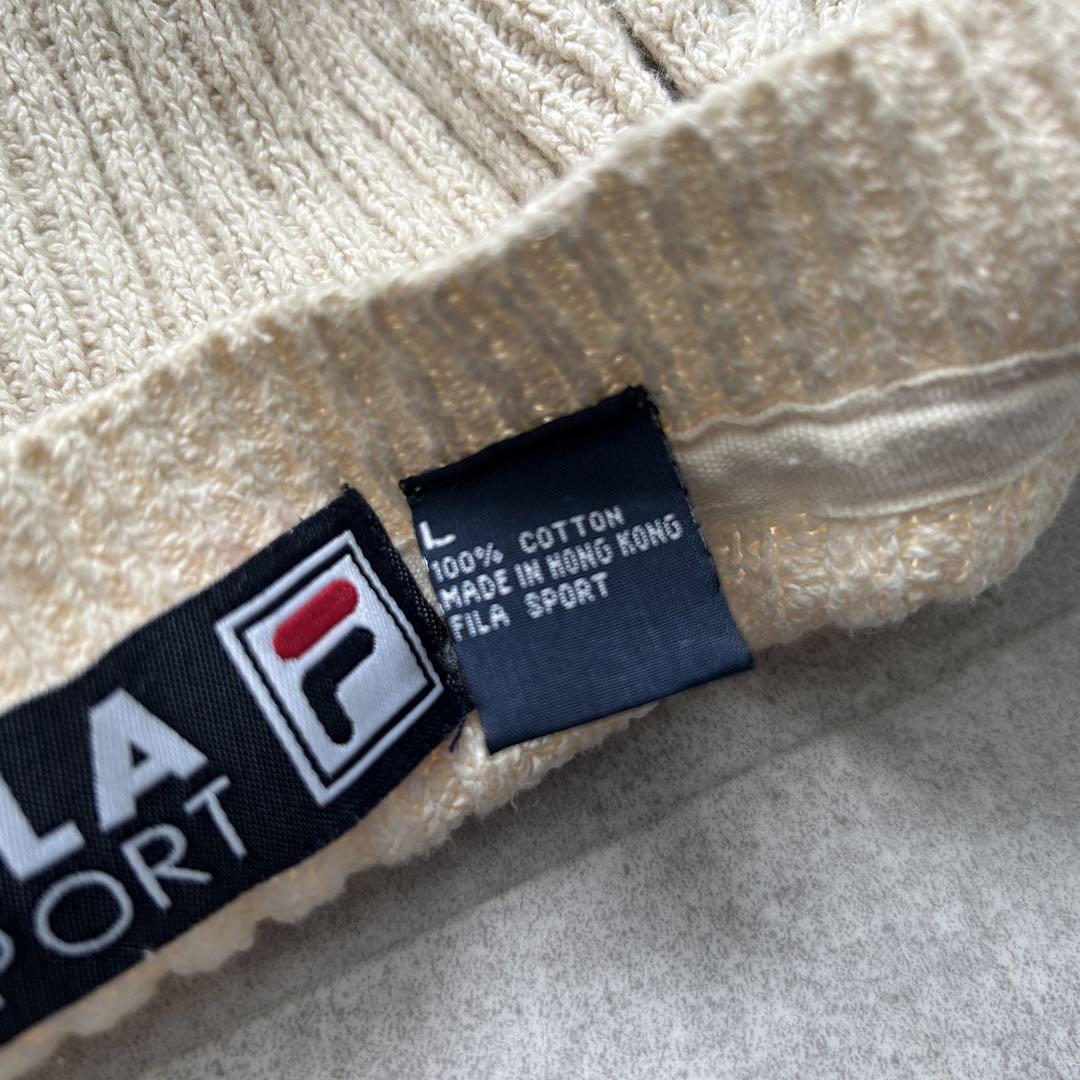 LA
PORT
F
L
100% COTTON
MADE IN HONG KONG
FILA SPORT